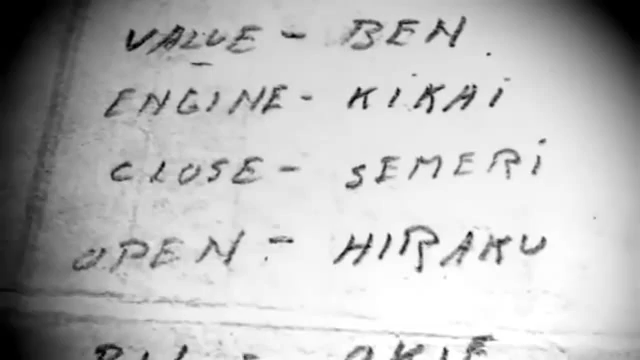 VALUE - BEN.
ENGINE - KIKAI
CLOSE - SEMERI
OPEN - HIRAKU